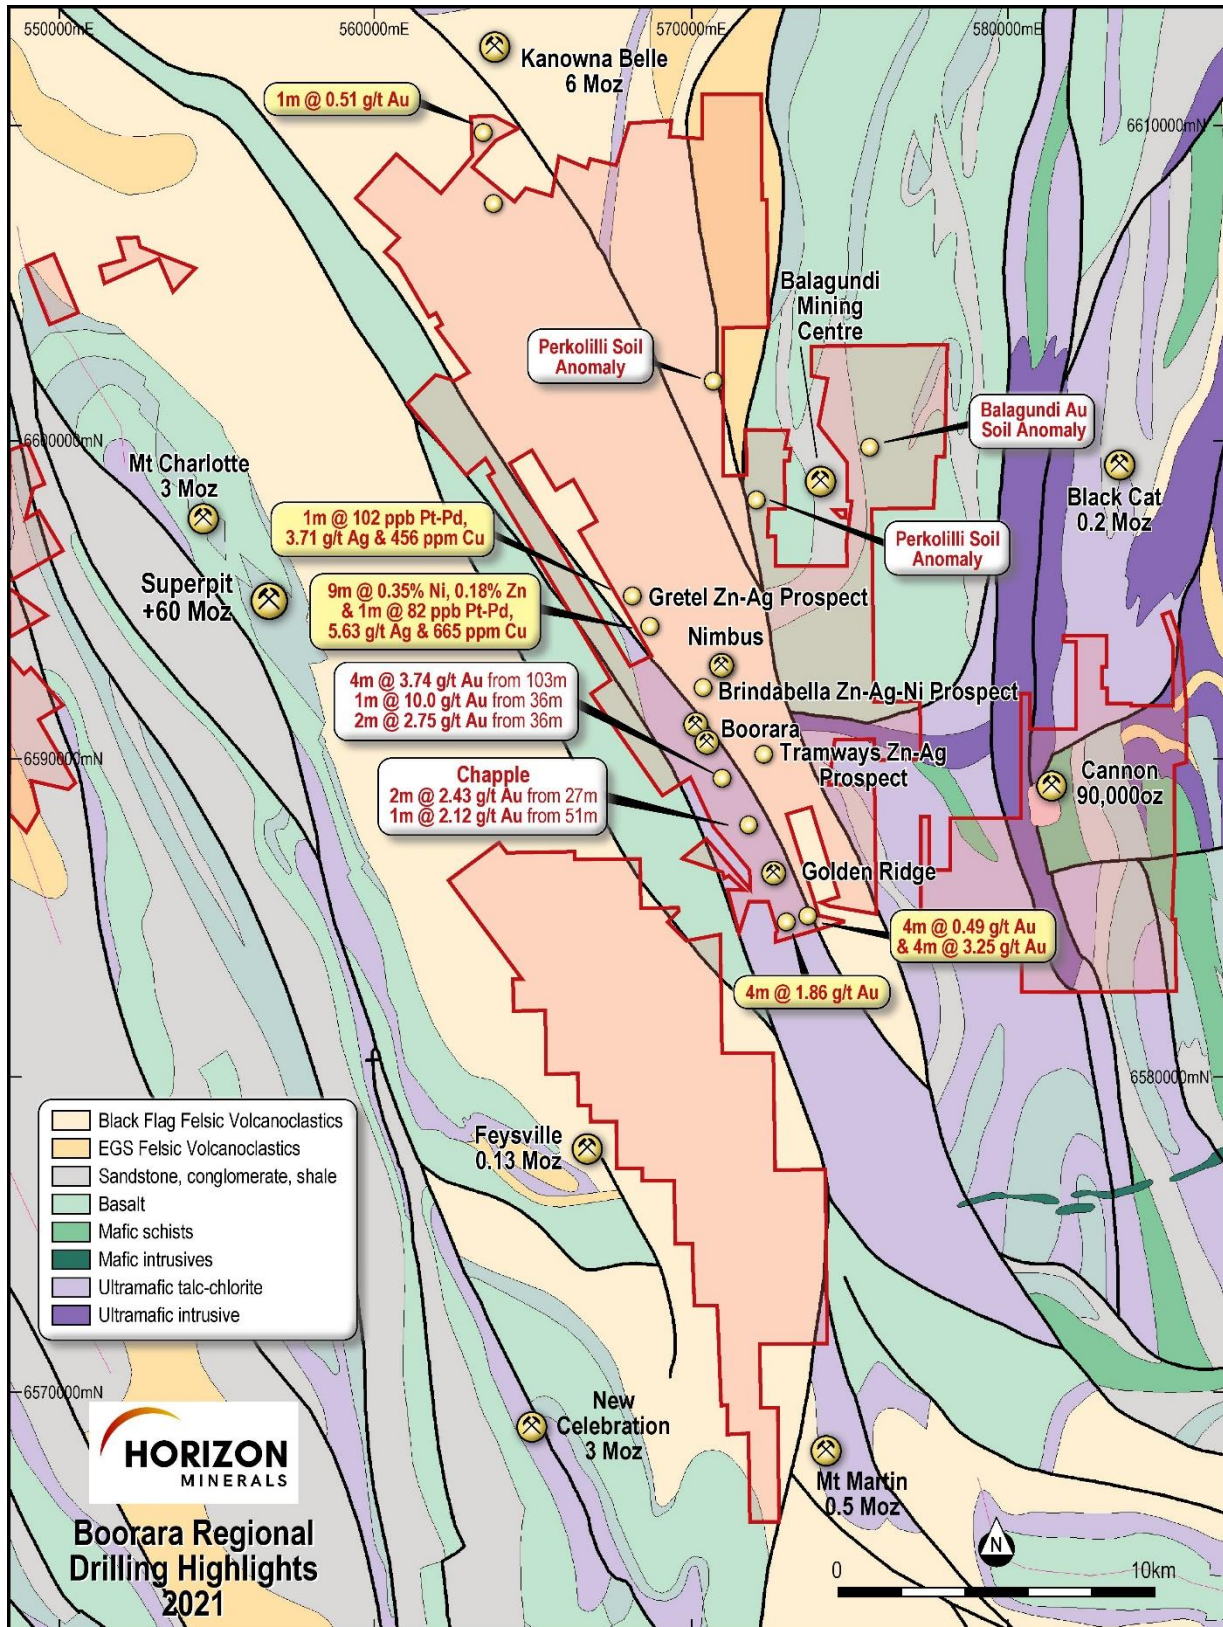 550000mE
560000mE
570000mE
580000mE
Kanowna Belle
6 Moz
1m @ 0.51 g/t Au
6610000mN
Balagundi
Mining
Centre
Perkolilli Soil
Anomaly
Balagundi Au
Soil Anomaly
6600000mN
Mt Charlotte
3 Moz
Black Cat
0.2 Moz
1m @ 102 ppb Pt-Pd,
3.71 g/t Ag & 456 ppm Cu
Perkolilli Soil
Anomaly
Superpit
+60 Moz
9m @ 0.35% Ni, 0.18% Zn
& 1m @ 82 ppb Pt-Pd,
5.63 g/t Ag & 665 ppm Cu
Gretel Zn-Ag Prospect
Nimbus
4m @ 3.74 g/t Au from 103m
1m @ 10.0 g/t Au from 36m
2m @ 2.75 g/t Au from 36m
Brindabella Zn-Ag-Ni Prospect
Boorara
Tramways Zn-Ag
Prospect
6590000mN
Cannon
90,000oz
Chapple
2m @ 2.43 g/t Au from 27m
1m @ 2.12 g/t Au from 51m
Golden Ridge
4m @ 0.49 g/t Au
& 4m @ 3.25 g/t Au
4m @ 1.86 g/t Au
6580000mN
Black Flag Felsic Volcanoclastics
EGS Felsic Volcanoclastics
Sandstone, conglomerate, shale
Basalt
Mafic schists
Mafic intrusives
Ultramafic talc-chlorite
Ultramafic intrusive
Feysville
0.13 Moz
6570000mN
New
Celebration
3 Moz
Mt Martin
0.5 Moz
HORIZON
MINERALS
Boorara Regional
Drilling Highlights
2021
N
0
10km